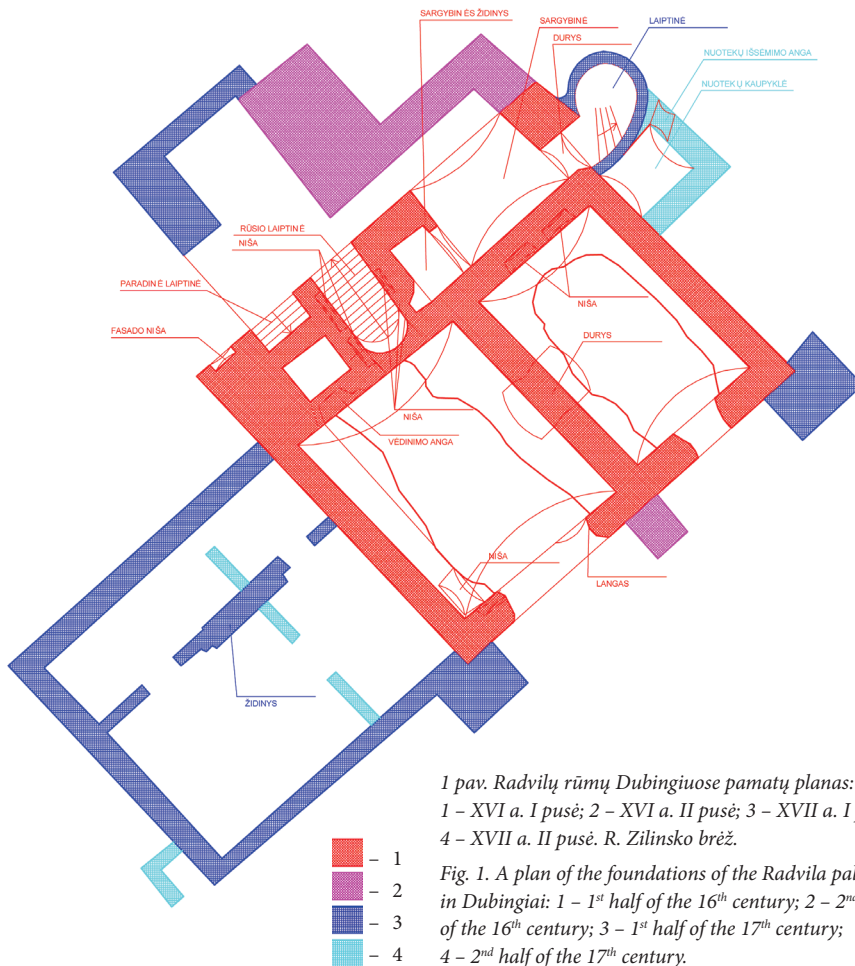 SARGYBINĖS ŽIDINYS
SARGYBINĖ
DURYS
LAIPTINĖ
NUOTEKŲ IŠSĖMIMO ANGA
NUOTEKŲ KAUPYKLĖ
RŪSIO LAIPTINĖ
NIŠA
PARADINĖ LAIPTINĖ
FASADO NIŠA
NIŠA
DURYS
NIŠA
VĖDINIMO ANGA
NIŠA
LANGAS
ŽIDINYS
1 pav. Radvilų rūmų Dubingiuose pamatų planas:
1 – XVI a. I pusė; 2 – XVI a. II pusė; 3 – XVII a. I
4 – XVII a. II pusė. R. Zilinsko brėž.
Fig. 1. A plan of the foundations of the Radvila
in Dubingiai: 1 – 1st half of the 16th century; 2 – 2nd
of the 16th century; 3 – 1st half of the 17th century;
4 – 2nd half of the 17th century.
– 1
– 2
– 3
– 4